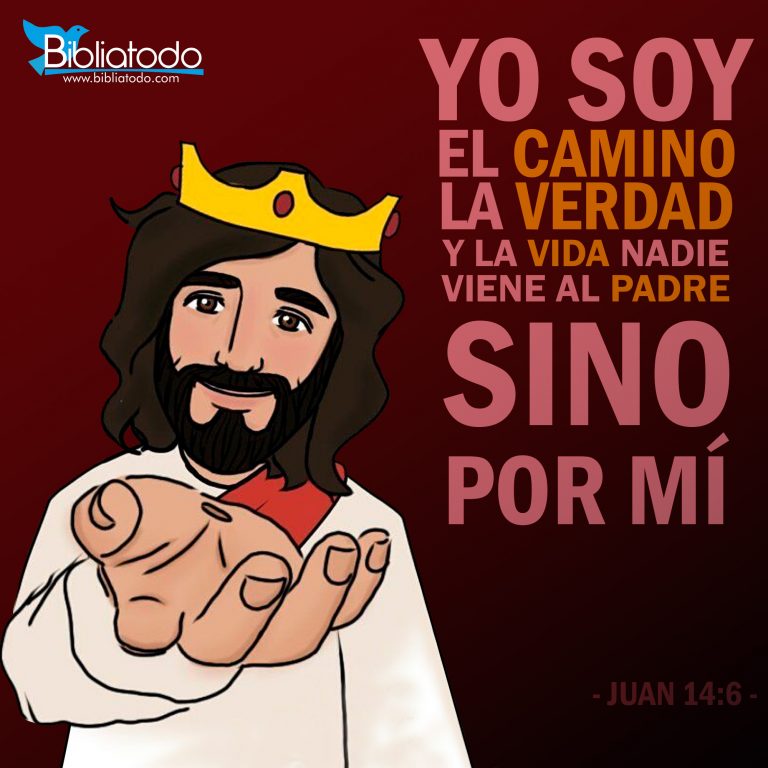 Bibliatodo
www.bibliatodo.com
YO SOY
EL CAMINO
LA VERDAD
Y LA VIDA NADIE
VIENE AL PADRE
SINO
POR MÍ
- JUAN 14:6 -